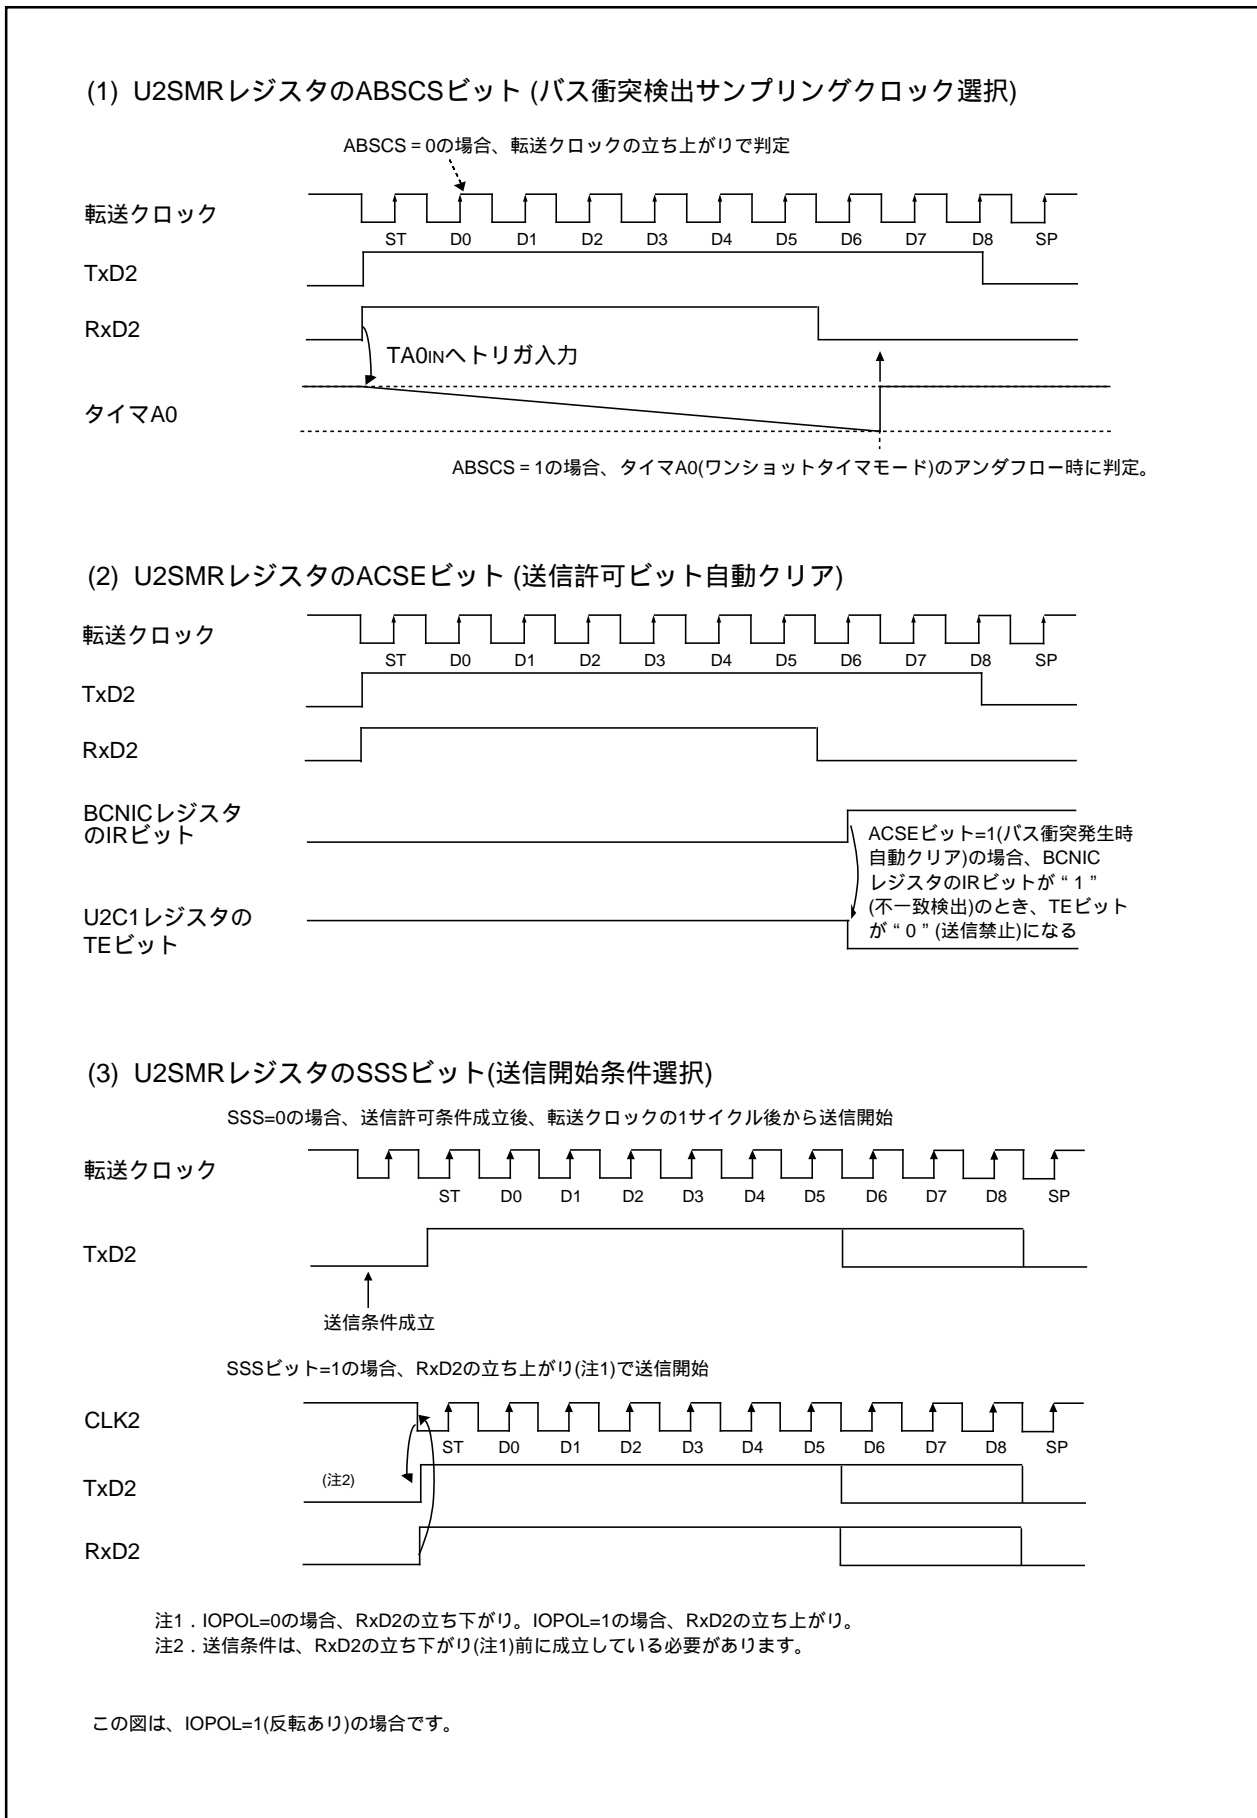 (1) U2SMRレジスタのABSCSビット (バス衝突検出サンプリングクロック選択)
ABSCS = 0の場合、転送クロックの立ち上がりで判定
転送クロック
ST D0 D1 D2 D3 D4 D5 D6 D7 D8 SP
TxD2
RxD2
TA0INへトリガ入力
タイマA0
ABSCS = 1の場合、タイマA0(ワンショットタイマモード)のアンダフロー時に判定。
(2) U2SMRレジスタのACSEビット (送信許可ビット自動クリア)
転送クロック
ST D0 D1 D2 D3 D4 D5 D6 D7 D8 SP
TxD2
RxD2
BCNICレジスタ
のIRビット
ACSEビット=1(バス衝突発生時
自動クリア)の場合、BCNIC
レジスタのIRビットが“ 1 ”
(不一致検出)のとき、TEビット
が“ 0 ” (送信禁止)になる
U2C1レジスタの
TEビット
(3) U2SMRレジスタのSSSビット(送信開始条件選択)
SSS=0の場合、送信許可条件成立後、転送クロックの1サイクル後から送信開始
転送クロック
ST D0 D1 D2 D3 D4 D5 D6 D7 D8 SP
TxD2
送信条件成立
SSSビット=1の場合、RxD2の立ち上がり(注1)で送信開始
CLK2
ST D0 D1 D2 D3 D4 D5 D6 D7 D8 SP
TxD2
(注2)
RxD2
注1．IOPOL=0の場合、RxD2の立ち下がり。IOPOL=1の場合、RxD2の立ち上がり。
注2．送信条件は、RxD2の立ち下がり(注1)前に成立している必要があります。
この図は、IOPOL=1(反転あり)の場合です。